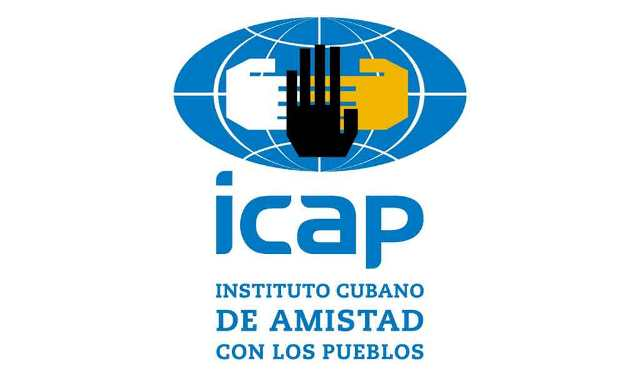 icap
INSTITUTO CUBANO
DE AMISTAD
CON LOS PUEBLOS